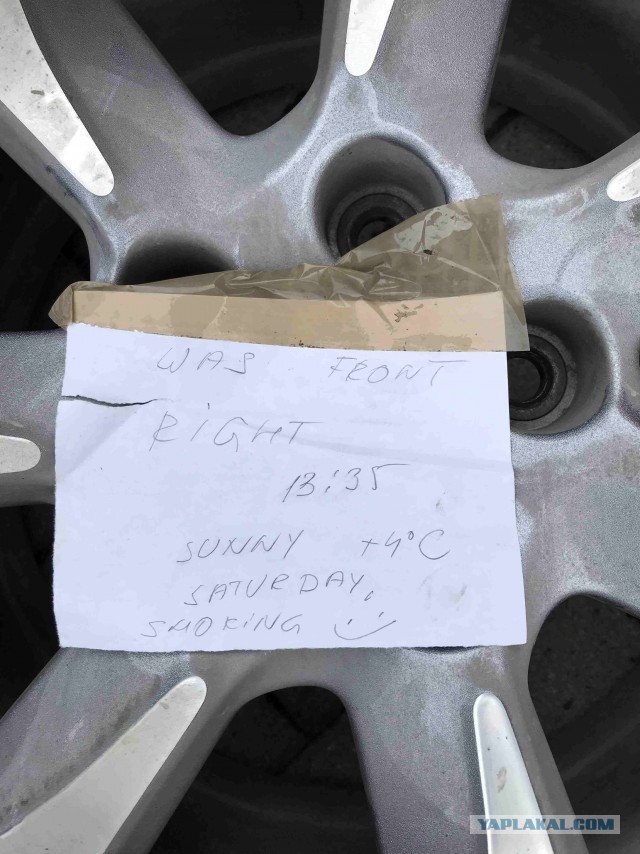 WAS FRONT
RIGHT
13:35
SUNNY +4°C
SATURDAY,
SMOKING :)
YAPLAKAL.COM